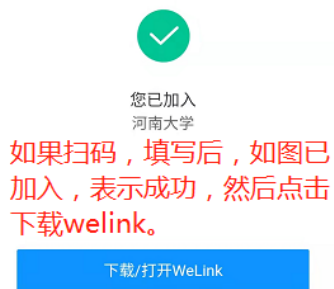 您已加入
河南大学
如果扫码，填写后，如图已
加入，表示成功，然后点击
下载welink。
下载/打开WeLink